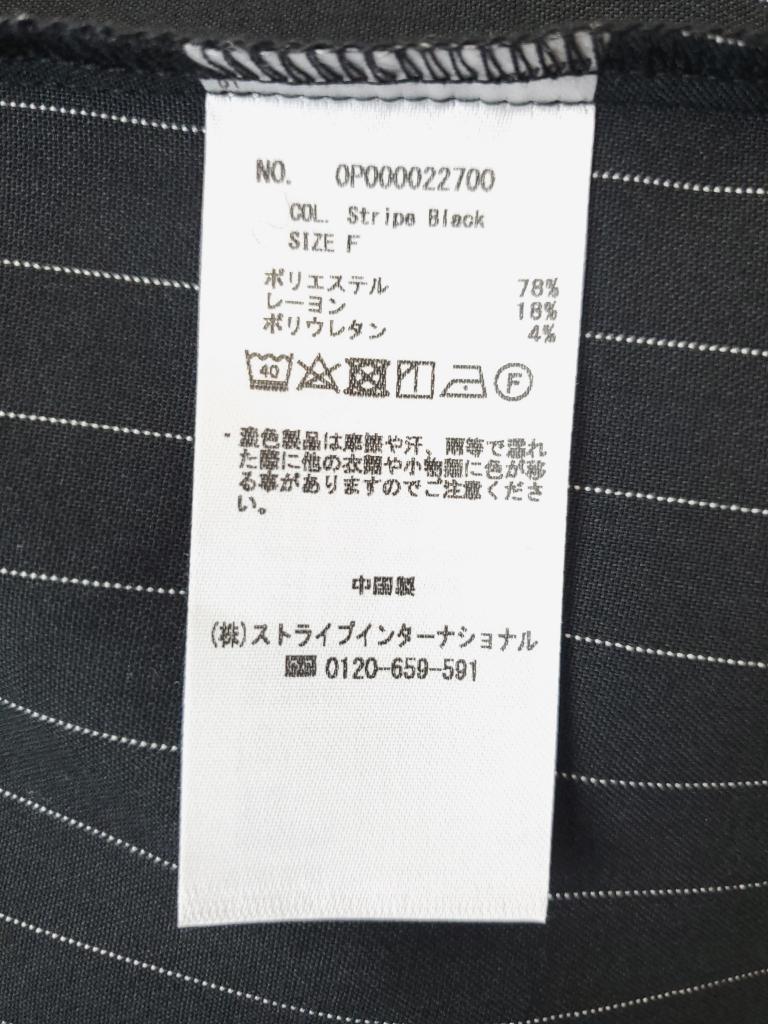 NO. OP000022700
COL. Stripe Black
SIZE F
ポリエステル 78%
レーヨン 18%
ポリウレタン 4%
40 F
・濃色製品は摩擦や汗、雨等で濡れ
た際に他の衣類や小物類に色が移
る事がありますのでご注意くださ
い。
中国製
(株)ストライプインターナショナル
0120-659-591